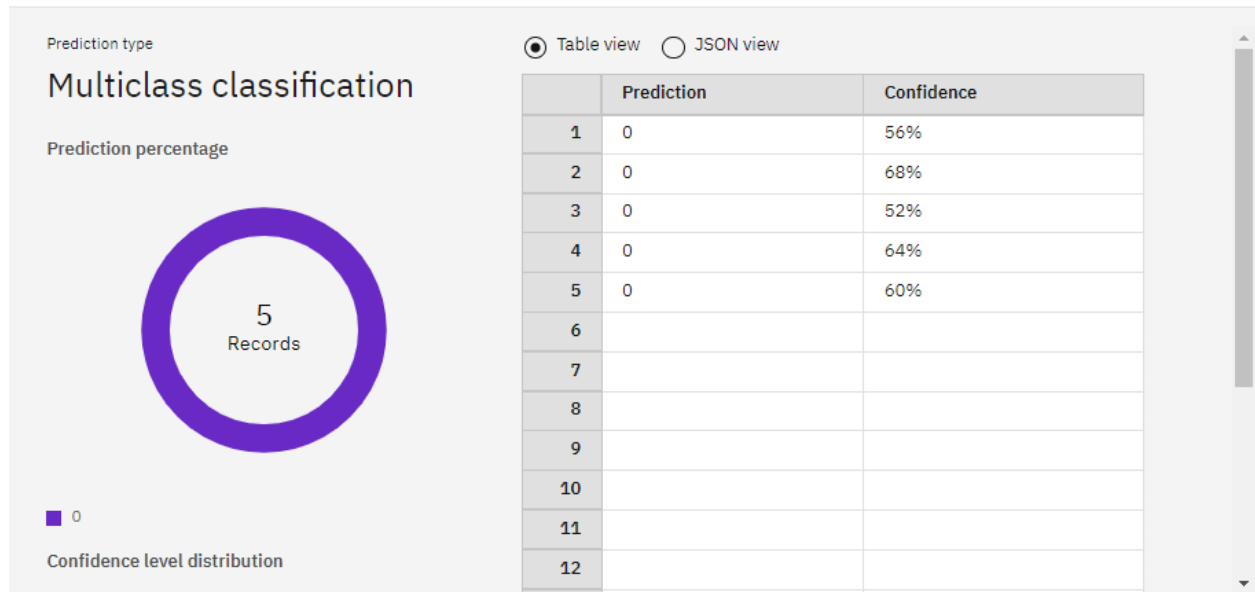 Prediction type
Multiclass classification
Prediction percentage
5
Records
0
Confidence level distribution
Table view JSON view
Prediction Confidence
1 0 56%
2 0 68%
3 0 52%
4 0 64%
5 0 60%
6
7
8
9
10
11
12